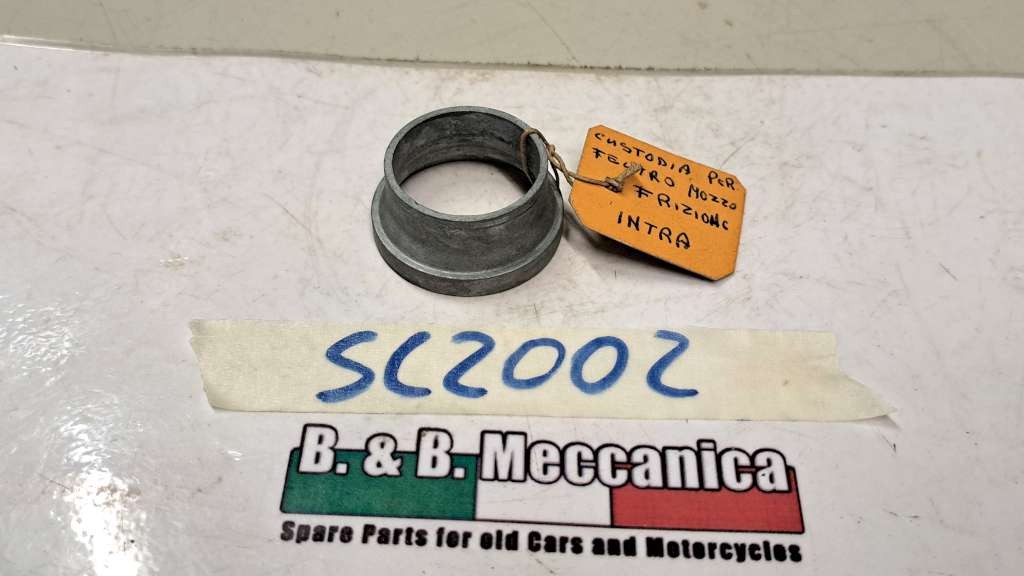 CUSTODIA PER
FELTRO MOZZO
FRIZIONE
INTRA
SC2002
B. & B. Meccanica
Spare Parts for old Cars and Motorcycles